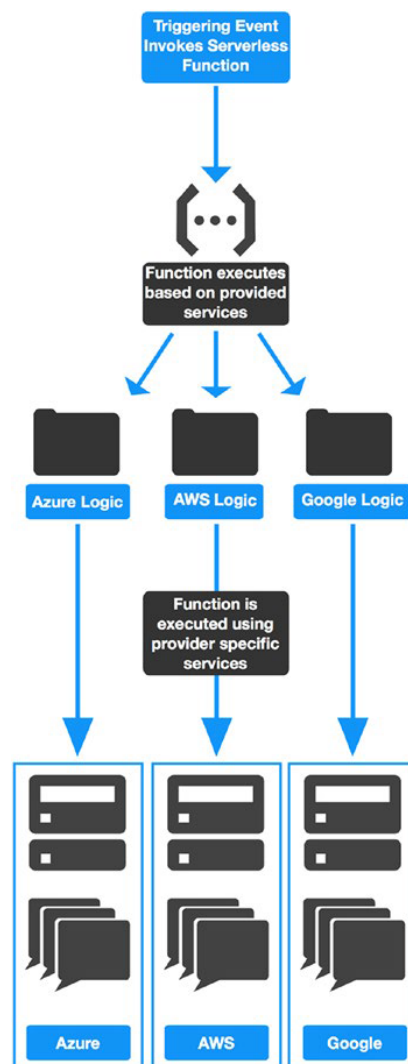 Triggering Event
Invokes Serverless
Function
Function executes
based on provided
services
Azure Logic
AWS Logic
Google Logic
Function is
executed using
provider specific
services
Azure
AWS
Google